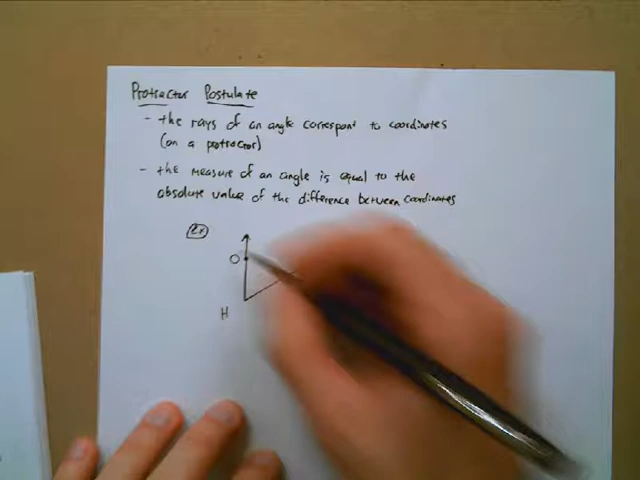 Protractor Postulate
- the rays of an angle correspont to coordinates
(on a protractor)
- the measure of an angle is equal to the
absolute value of the difference between coordinates
Ex
O
H